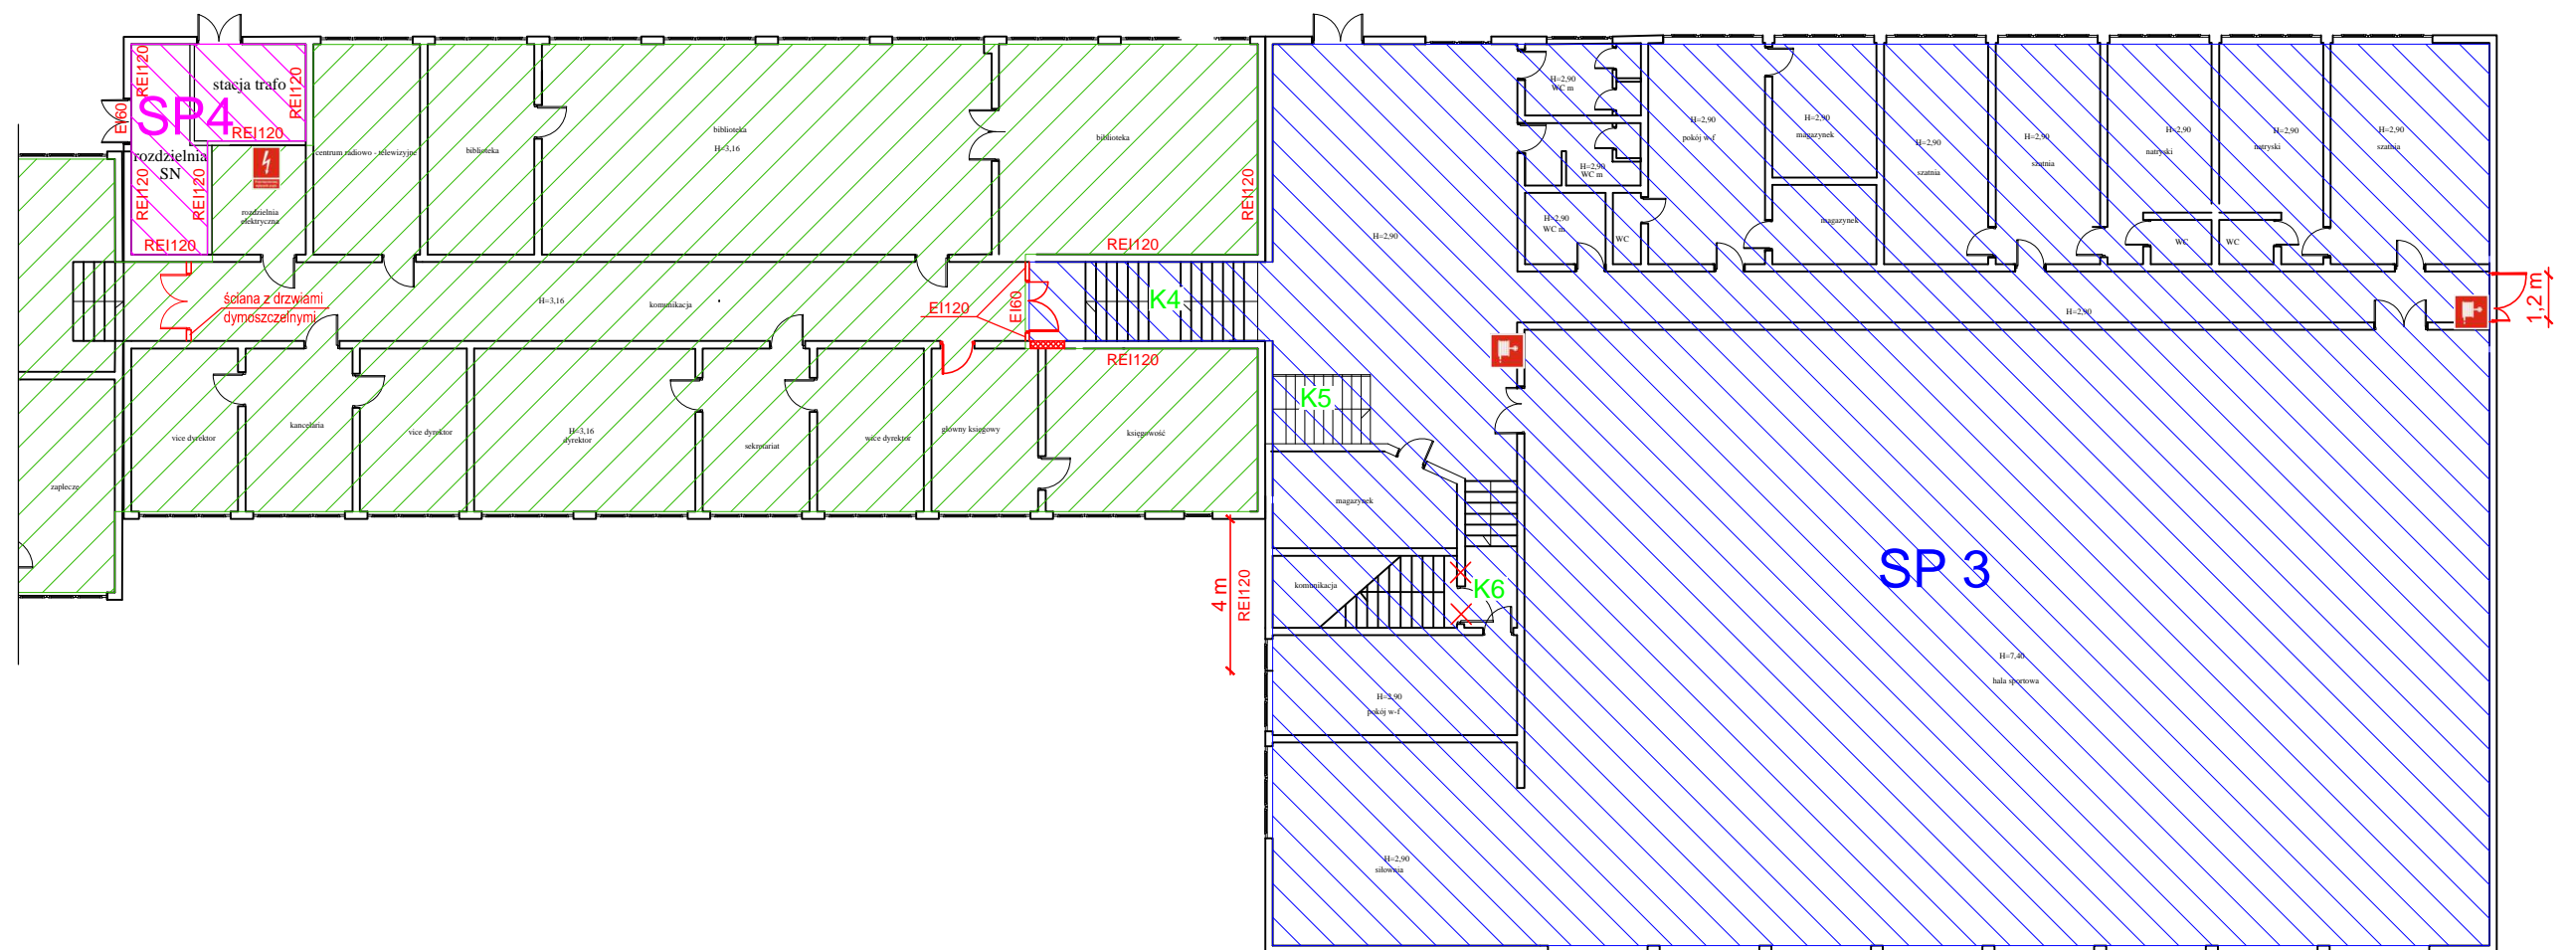 REI120
stacja trafo
REI120
SP4
EI60
REI120
rozdzielnia
SN
REI120
REI120
REI120
rozdzielnia
elektryczna
centrum radiowo - telewizyjne
biblioteka
biblioteka
H=3,16
biblioteka
REI120
REI120
ściana z drzwiami
dymoszczelnymi
H=3,16
komunikacja
EI120
EI60
K4
REI120
vice dyrektor
kancelaria
vice dyrektor
H=3,16
dyrektor
sekretariat
wice dyrektor
główny księgowy
księgowość
zaplecze
4 m
REI120
H=2,90
WC m
H=2,90
WC m
H=2,90
WC m
WC
H=2,90
H=2,90
pokój w-f
H=2,90
magazynek
magazynek
H=2,90
szatnia
H=2,90
szatnia
H=2,90
natryski
H=2,90
natryski
H=2,90
szatnia
WC
WC
H=2,90
1,2 m
K5
magazynek
komunikacja
K6
SP 3
H=7,40
hala sportowa
H=2,90
pokój w-f
H=2,90
siłownia